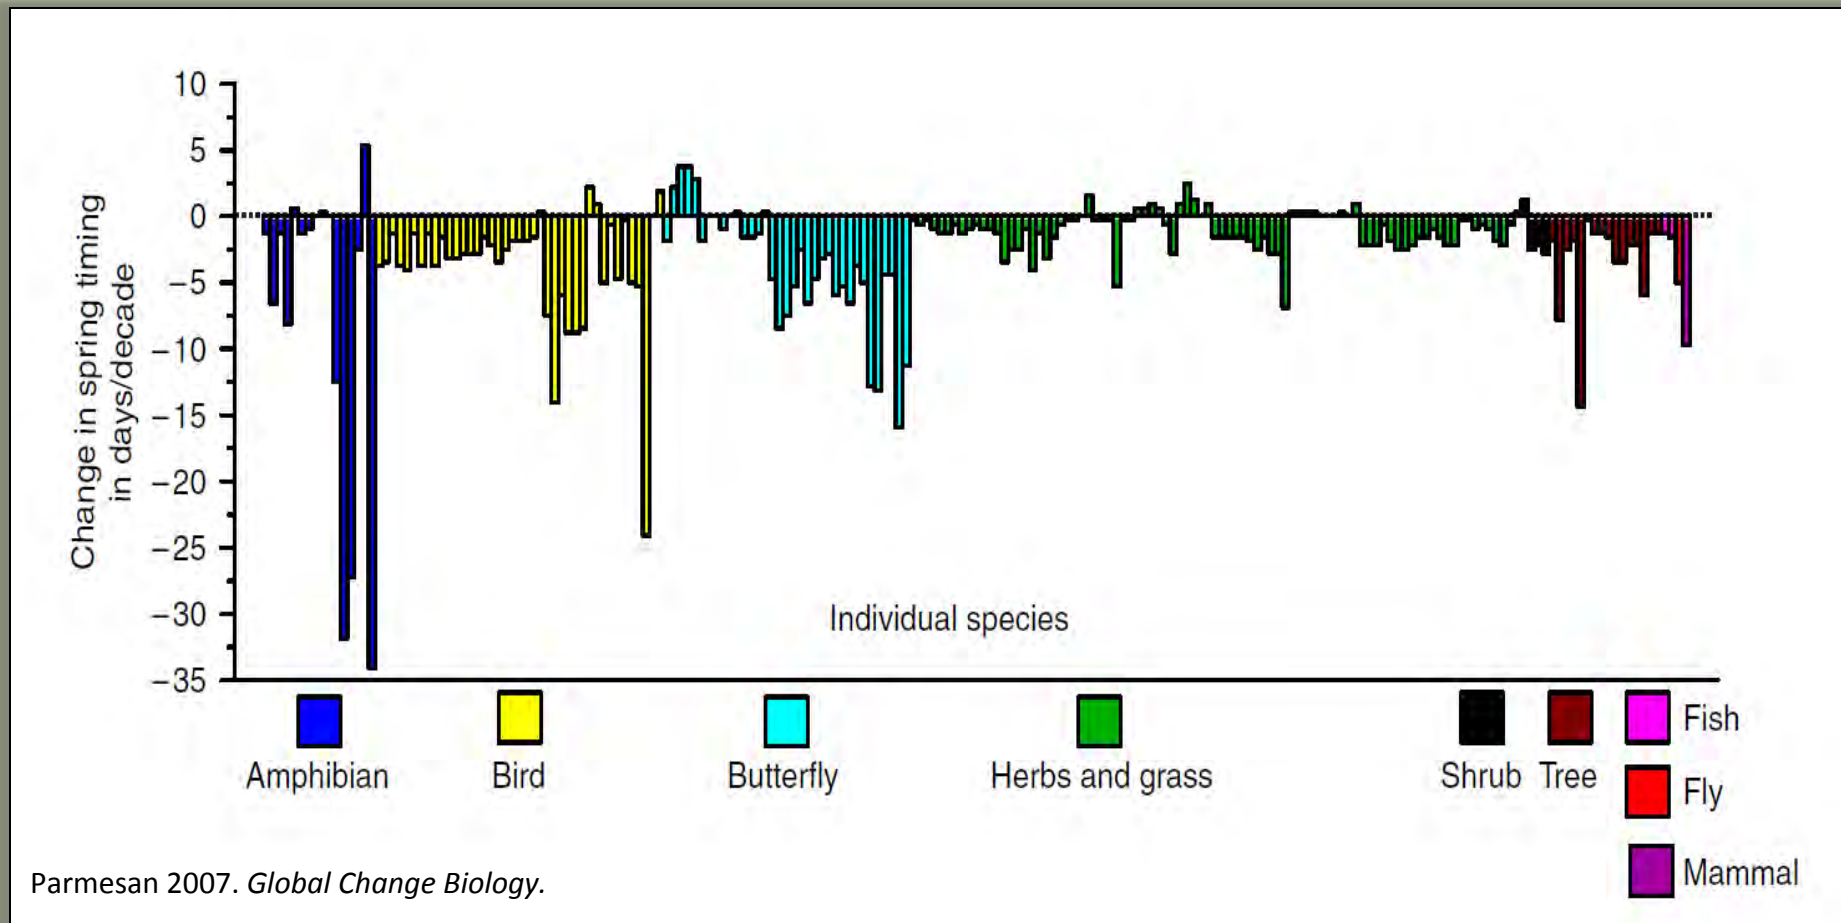 10
5
0
−5
−10
−15
−20
−25
−30
−35
Change in spring timing
in days/decade
Individual species
Amphibian
Bird
Butterfly
Herbs and grass
Shrub
Tree
Fish
Fly
Mammal
Parmesan 2007. Global Change Biology.